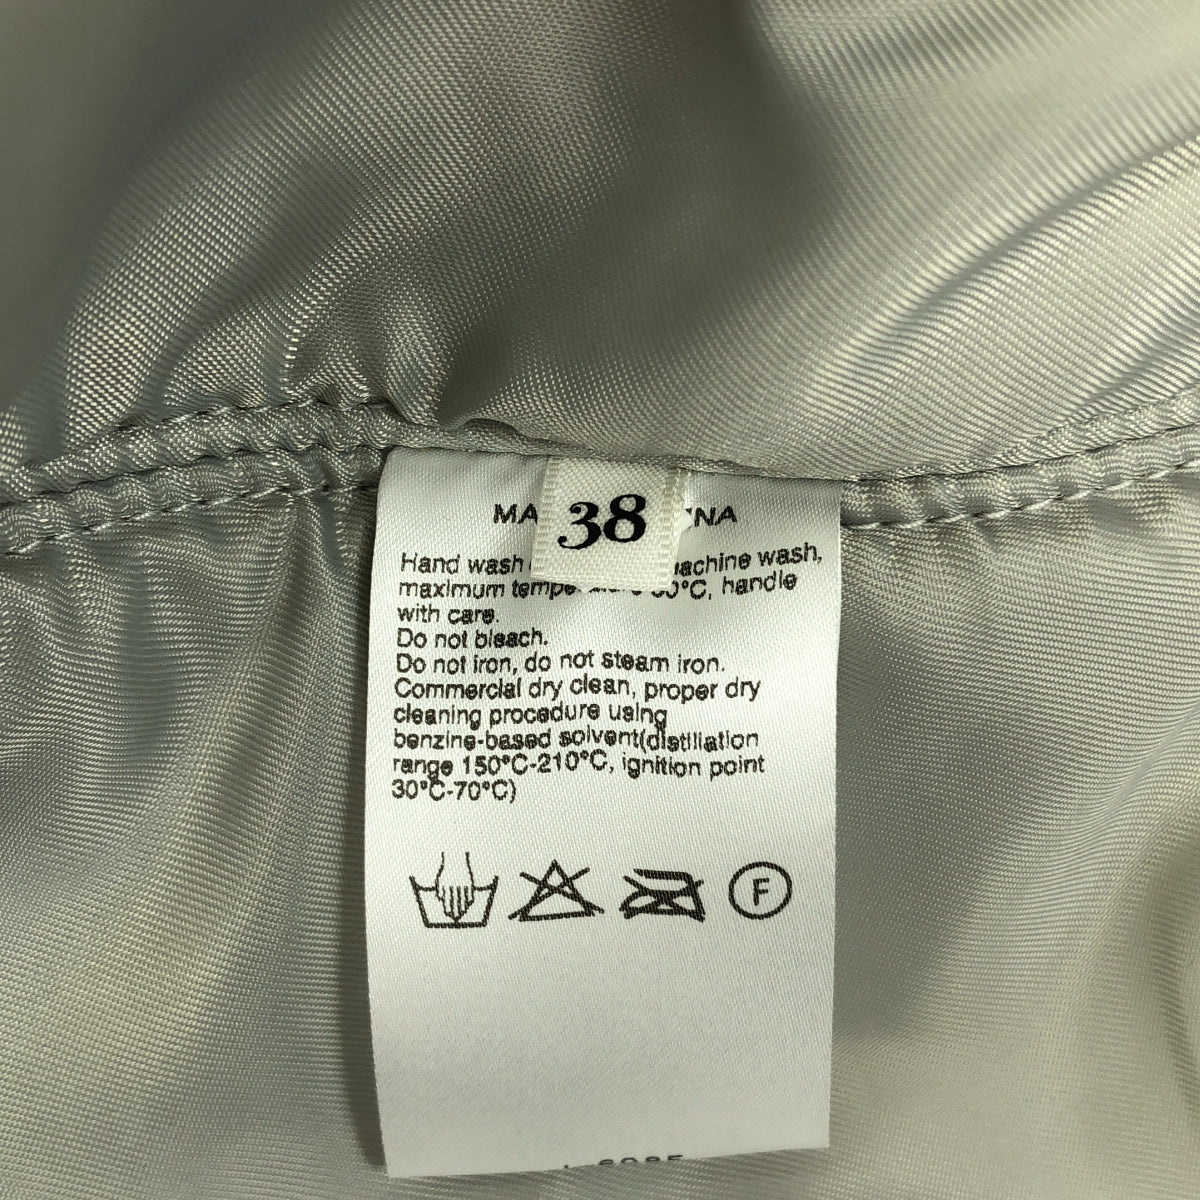 38
Hand wash machine wash,
maximum °C, handle
with care.
Do not bleach.
Do not iron, do not steam iron.
Commercial dry clean, proper dry
cleaning procedure using
benzine-based solvent(distillation
range 150°C-210°C, ignition point
30°C-70°C)
F